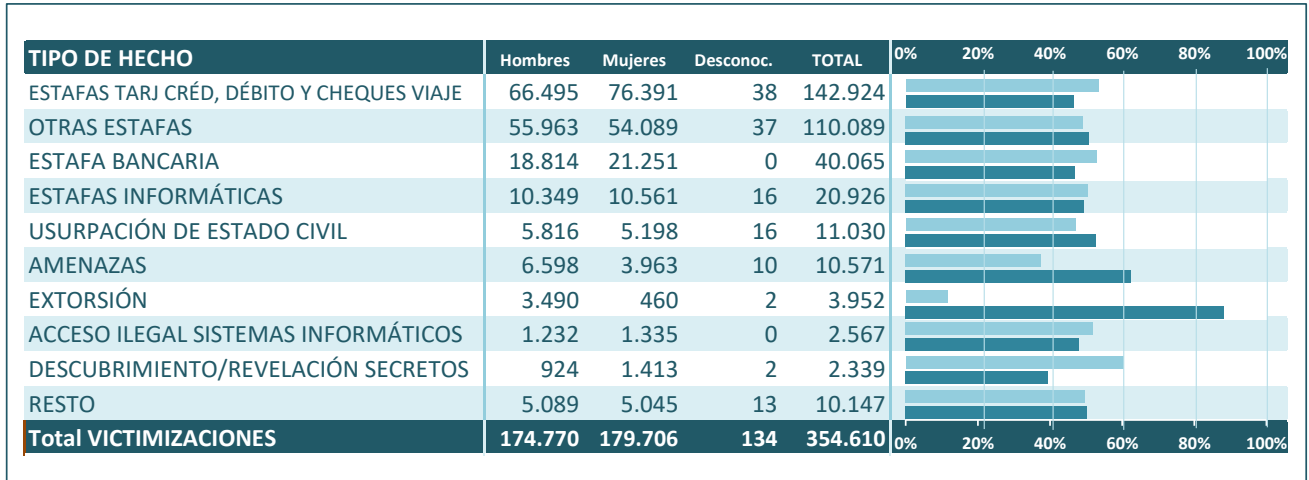 TIPO DE HECHO Hombres Mujeres Desconoc. TOTAL 0% 20% 40% 60% 80% 100%
ESTAFAS TARJ CRÉD, DÉBITO Y CHEQUES VIAJE 66.495 76.391 38 142.924
OTRAS ESTAFAS 55.963 54.089 37 110.089
ESTAFA BANCARIA 18.814 21.251 0 40.065
ESTAFAS INFORMÁTICAS 10.349 10.561 16 20.926
USURPACIÓN DE ESTADO CIVIL 5.816 5.198 16 11.030
AMENAZAS 6.598 3.963 10 10.571
EXTORSIÓN 3.490 460 2 3.952
ACCESO ILEGAL SISTEMAS INFORMÁTICOS 1.232 1.335 0 2.567
DESCUBRIMIENTO/REVELACIÓN SECRETOS 924 1.413 2 2.339
RESTO 5.089 5.045 13 10.147
Total VICTIMIZACIONES 174.770 179.706 134 354.610 0% 20% 40% 60% 80% 100%